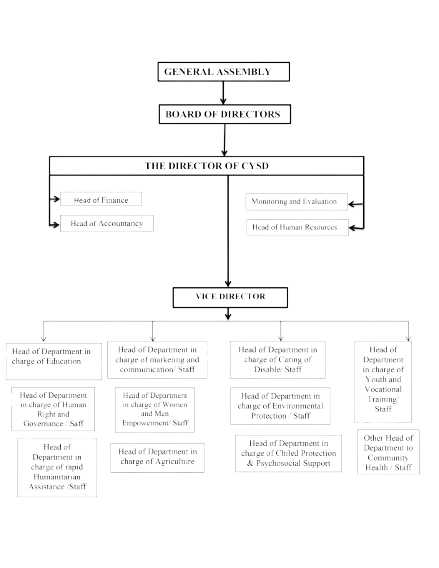 GENERAL ASSEMBLY
BOARD OF DIRECTORS
THE DIRECTOR OF CYSD
Head of Finance
Monitoring and Evaluation
Head of Accountancy
Head of Human Resources
VICE DIRECTOR
Head of Department in
charge of Education
Head of Department in
charge of marketing and
communication/ Staff
Head of Department in
charge of Caring of
Disable/ Staff
Head of
Department
in charge of
Youth and
Vocational
Training/
Staff
Head of Department
in charge of Human
Right and
Governance / Saff
Head of Department
in charge of Women
and Men
Empowerment/ Staff
Head of Department in
charge of Environmental
Protection / Staff
Other Head of
Department to
Community
Health / Staff
Head of
Department in
charge of rapid
Humanitarian
Assistance /Staff
Head of Department in
charge of Agriculture
Head of Department in
charge of Chiled Protection
& Psychosocial Support